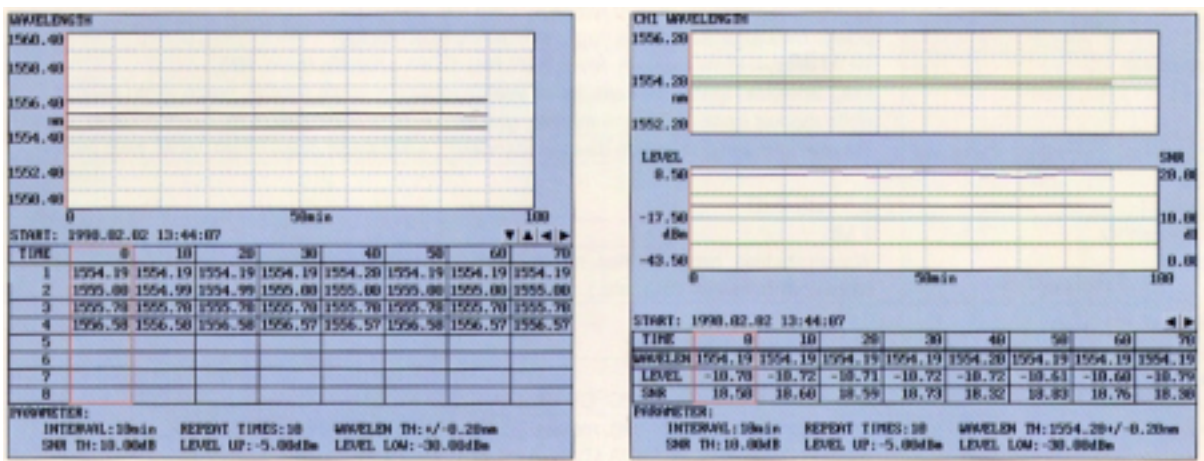 WAVELENGTH
1560.40
1558.40
1556.40
nm
1554.40
1552.40
1550.40
0 50min 100
START: 1998.02.02 13:44:07 ▼ ▲ ◀ ▶
TIME 0 10 20 30 40 50 60 70
1 1554.19 1554.19 1554.19 1554.19 1554.20 1554.19 1554.19 1554.19
2 1555.00 1554.99 1554.99 1555.00 1555.00 1555.00 1555.00 1555.00
3 1555.78 1555.78 1555.78 1555.78 1555.78 1555.78 1555.78 1555.78
4 1556.58 1556.58 1556.58 1556.57 1556.57 1556.58 1556.57 1556.57
5
6
7
8
PARAMETER:
INTERVAL:10min REPEAT TIMES:10 WAVELEN TH:+/-0.20nm
SNR TH:10.00dB LEVEL UP:-5.00dBm LEVEL LOW:-30.00dBm
CH1 WAVELENGTH
1556.20
1554.20
nm
1552.20
LEVEL SNR
8.50 20.00
-17.50 10.00
dBm
-43.50 0.00
0 50min 100
START: 1998.02.02 13:44:07 ◀ ▶
TIME 0 10 20 30 40 50 60 70
WAVELEN 1554.19 1554.19 1554.19 1554.19 1554.20 1554.19 1554.19 1554.19
LEVEL -10.70 -10.72 -10.71 -10.72 -10.72 -10.61 -10.60 -10.79
SNR 18.50 18.60 18.59 18.73 18.32 18.83 18.76 18.30
PARAMETER:
INTERVAL:10min REPEAT TIMES:10 WAVELEN TH:1554.20+/-0.20nm
SNR TH:10.00dB LEVEL UP:-5.00dBm LEVEL LOW:-30.00dBm